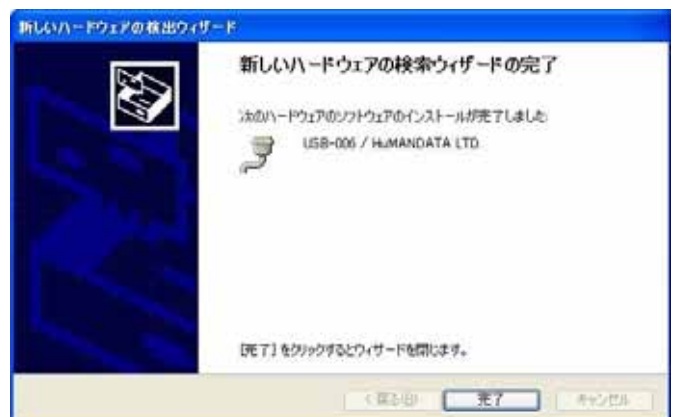 新しいハードウェアの検出ウィザード
新しいハードウェアの検索ウィザードの完了
次のハードウェアのソフトウェアのインストールが完了しました
USB-006 / HuMANDATA LTD.
[完了] をクリックするとウィザードを閉じます。
< 戻る(B)
完了
キャンセル